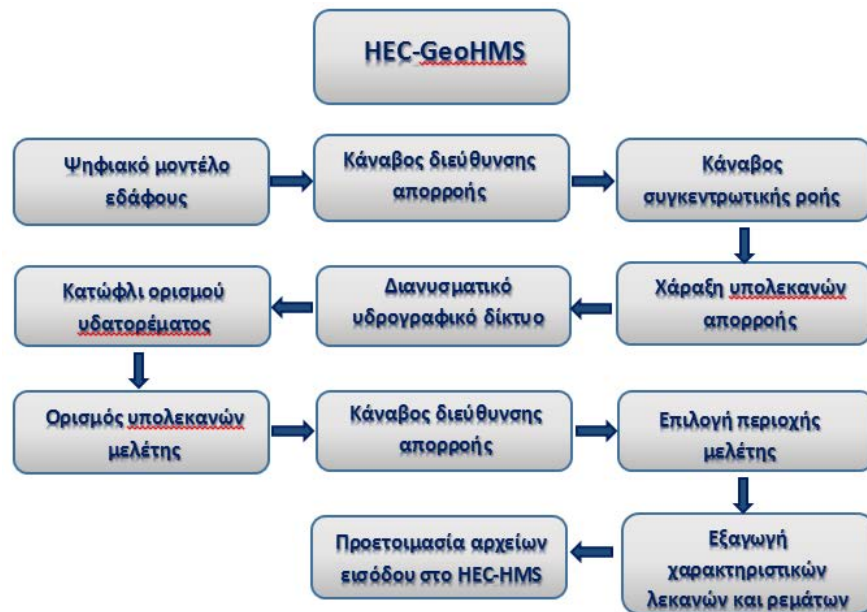 HEC-GeoHMS
Ψηφιακό μοντέλο
εδάφους
Κάναβος διεύθυνσης
απορροής
Κάναβος
συγκεντρωτικής ροής
Χάραξη υπολεκανών
απορροής
Διανυσματικό
υδρογραφικό δίκτυο
Κατώφλι ορισμού
υδατορέματος
Ορισμός υπολεκανών
μελέτης
Κάναβος διεύθυνσης
απορροής
Επιλογή περιοχής
μελέτης
Εξαγωγή
χαρακτηριστικών
λεκανών και ρεμάτων
Προετοιμασία αρχείων
εισόδου στο HEC-HMS